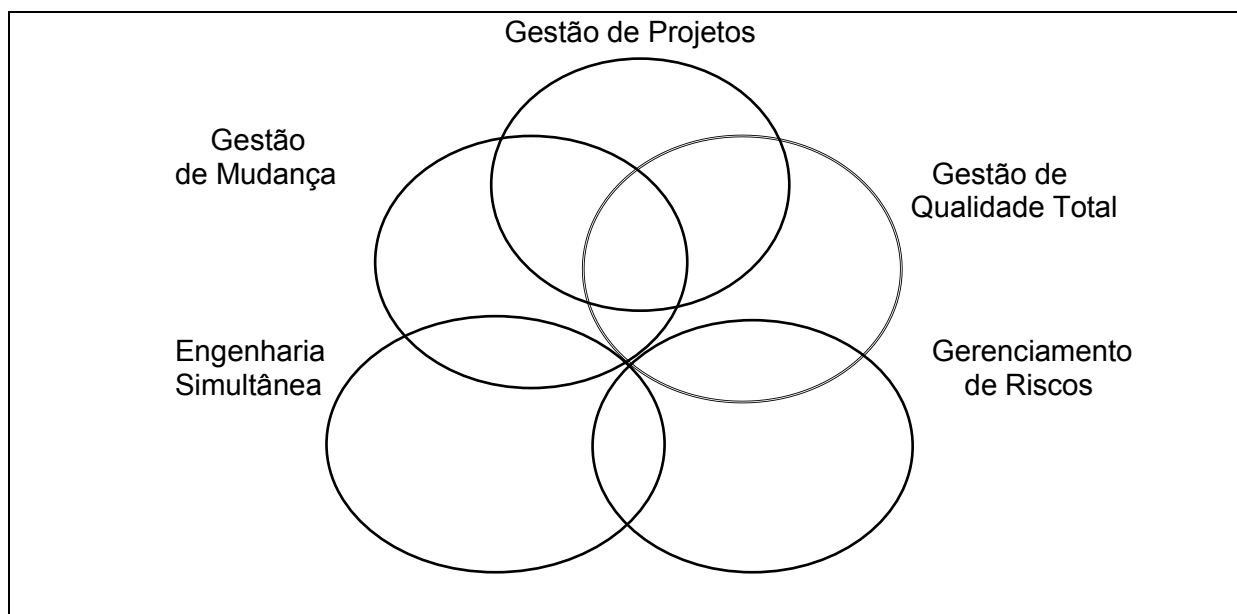 Gestão de Projetos
Gestão
de Mudança
Gestão de
Qualidade Total
Engenharia
Simultânea
Gerenciamento
de Riscos